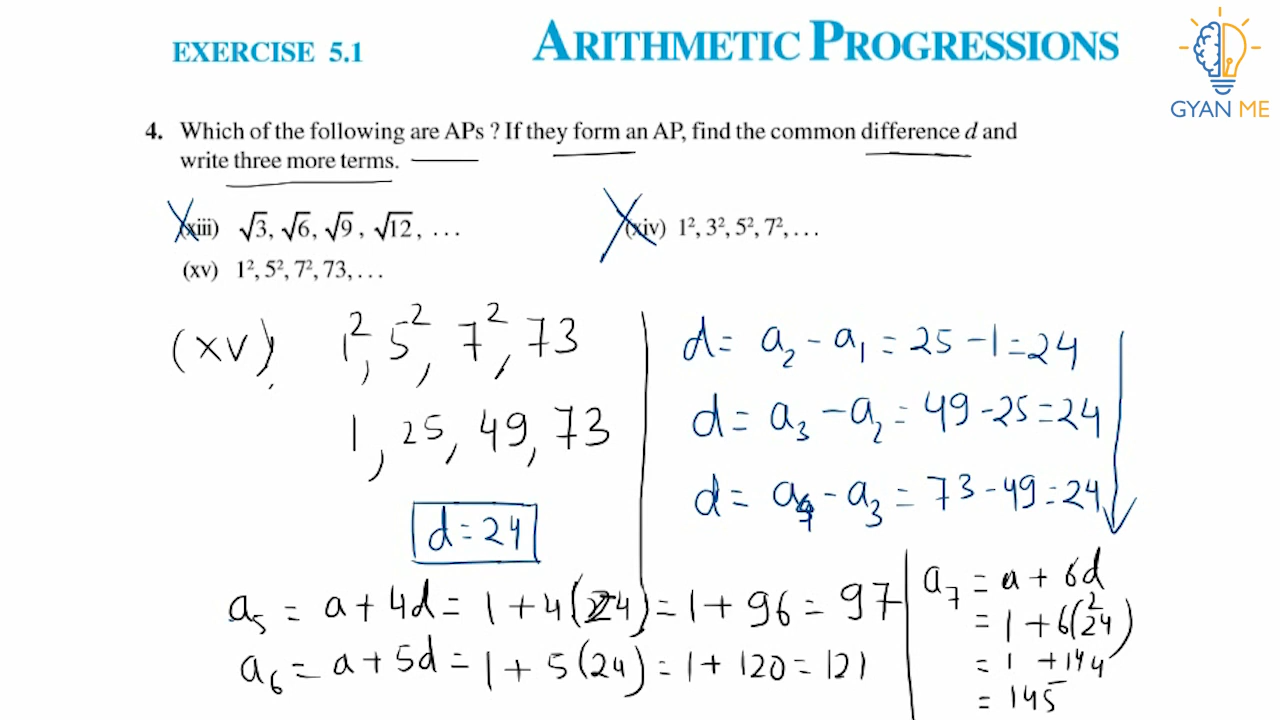 EXERCISE 5.1
ARITHMETIC PROGRESSIONS
GYAN ME
4. Which of the following are APs ? If they form an AP, find the common difference d and
write three more terms.
(xiii) √3, √6, √9, √12, ...
(xiv) 1², 3², 5², 7², ...
(xv) 1², 5², 7², 73, ...
(xv) 1², 5², 7², 73
1, 25, 49, 73
d = 24
d = a₂ - a₁ = 25 - 1 = 24
d = a₃ - a₂ = 49 - 25 = 24
d = a₄ - a₃ = 73 - 49 = 24
a₅ = a + 4d = 1 + 4(24) = 1 + 96 = 97
a₆ = a + 5d = 1 + 5(24) = 1 + 120 = 121
a₇ = a + 6d
= 1 + 6(24)
= 1 + 144
= 145